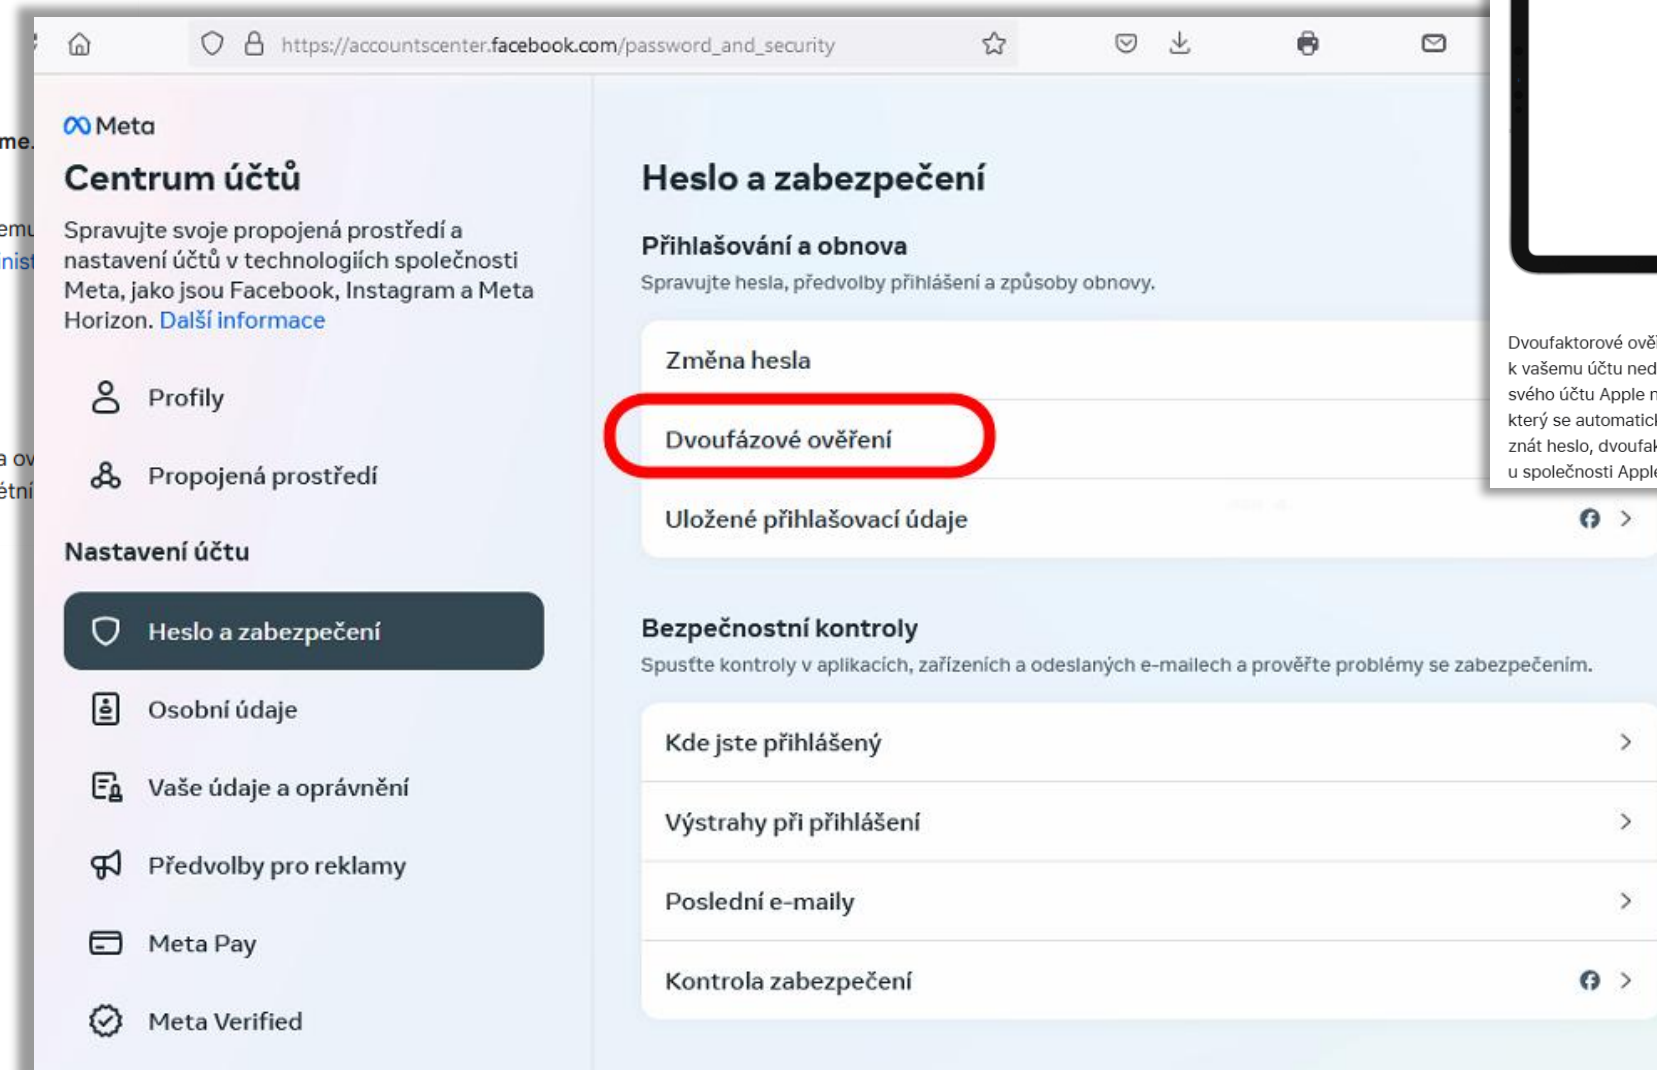 https://accountscenter.facebook.com/password_and_security
Meta
Centrum účtů
Spravujte svoje propojená prostředí a
nastavení účtů v technologiích společnosti
Meta, jako jsou Facebook, Instagram a Meta
Horizon. Další informace
Profily
Propojená prostředí
Nastavení účtu
Heslo a zabezpečení
Osobní údaje
Vaše údaje a oprávnění
Předvolby pro reklamy
Meta Pay
Meta Verified
Heslo a zabezpečení
Přihlašování a obnova
Spravujte hesla, předvolby přihlášení a způsoby obnovy.
Změna hesla
Dvoufázové ověření
Uložené přihlašovací údaje
Bezpečnostní kontroly
Spusťte kontroly v aplikacích, zařízeních a odeslaných e-mailech a prověřte problémy se zabezpečením.
Kde jste přihlášený
Výstrahy při přihlášení
Poslední e-maily
Kontrola zabezpečení
Dvoufaktorové
k vašemu účtu
svého účtu Apple
který se
znát heslo,
u společnosti